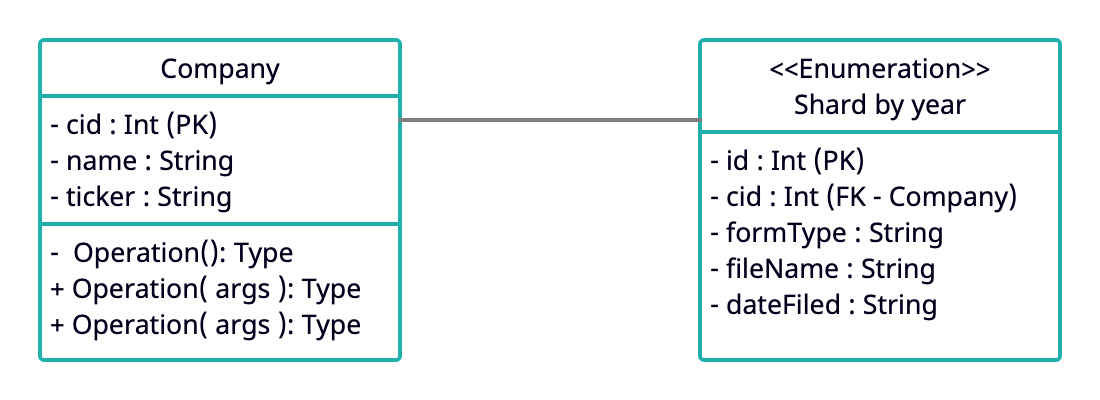 Company
- cid : Int (PK)
- name : String
- ticker : String
-  Operation(): Type
+ Operation( args ): Type
+ Operation( args ): Type
<<Enumeration>>
Shard by year
- id : Int (PK)
- cid : Int (FK - Company)
- formType : String
- fileName : String
- dateFiled : String